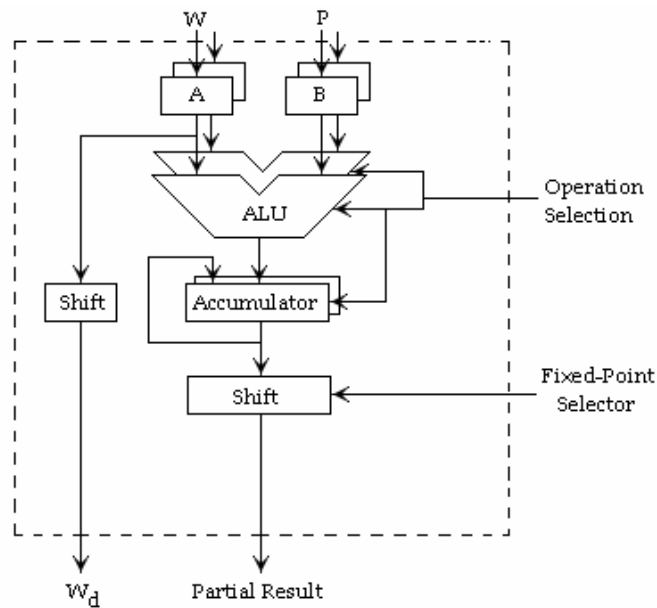 W P
A B
ALU
Operation
Selection
Shift
Accumulator
Fixed-Point
Selector
Shift
Wd
Partial Result